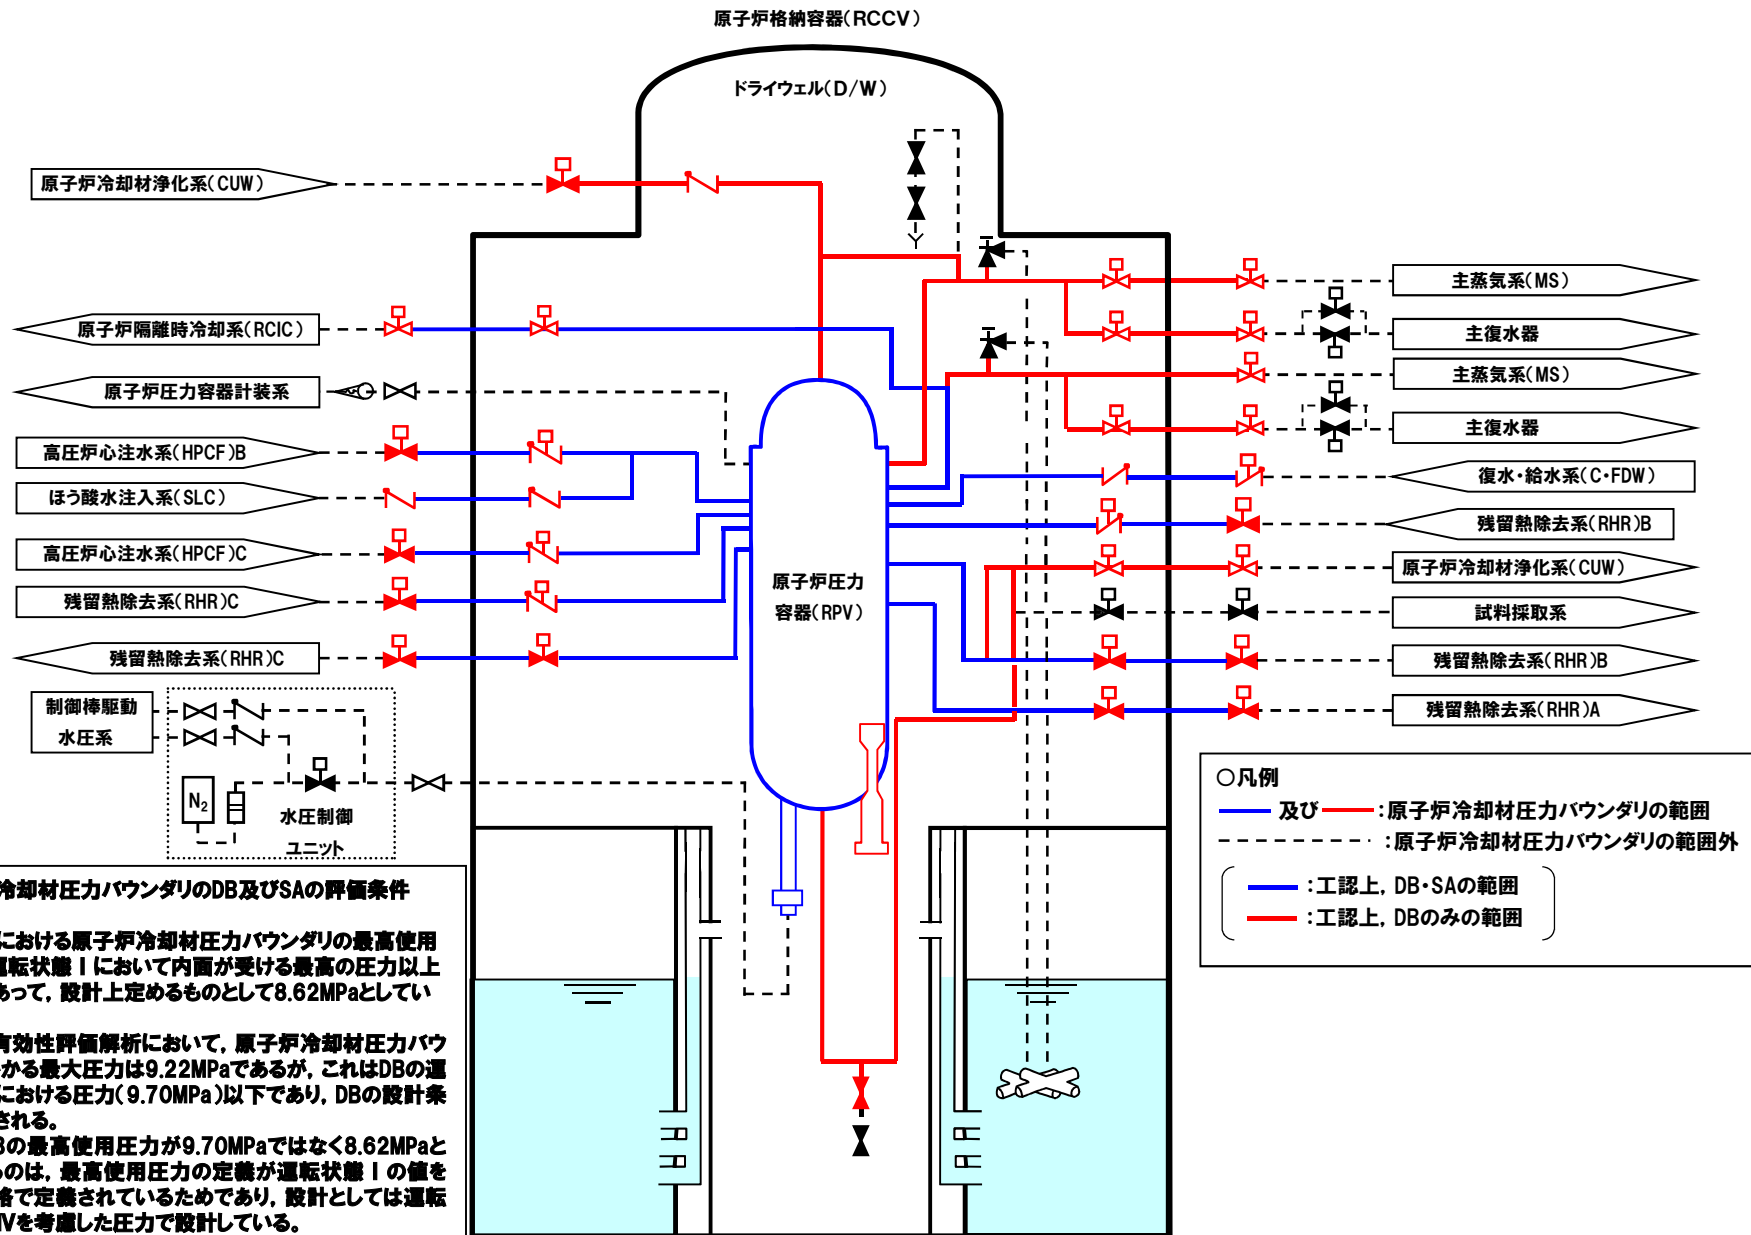 原子炉格納容器(RCCV)
ドライウェル(D/W)
原子炉冷却材浄化系(CUW)
原子炉隔離時冷却系(RCIC)
原子炉圧力容器計装系
高圧炉心注水系(HPCF)B
ほう酸水注入系(SLC)
高圧炉心注水系(HPCF)C
残留熱除去系(RHR)C
残留熱除去系(RHR)C
制御棒駆動
水圧系
N2
水圧制御
ユニット
原子炉圧力
容器(RPV)
主蒸気系(MS)
主復水器
主蒸気系(MS)
主復水器
復水・給水系(C・FDW)
残留熱除去系(RHR)B
原子炉冷却材浄化系(CUW)
試料採取系
残留熱除去系(RHR)B
残留熱除去系(RHR)A
○凡例
及び :原子炉冷却材圧力バウンダリの範囲
:原子炉冷却材圧力バウンダリの範囲外
:工認上，DB・SAの範囲
:工認上，DBのみの範囲
冷却材圧力バウンダリのDB及びSAの評価条件
における原子炉冷却材圧力バウンダリの最高使用
運転状態Ⅰにおいて内面が受ける最高の圧力以上
あって，設計上定めるものとして8.62MPaとしてい
有効性評価解析において，原子炉冷却材圧力バウ
かる最大圧力は9.22MPaであるが，これはDBの運
における圧力(9.70MPa)以下であり，DBの設計条
される。
Bの最高使用圧力が9.70MPaではなく8.62MPaと
ものは，最高使用圧力の定義が運転状態Ⅰの値を
格で定義されているためであり，設計としては運転
Ⅳを考慮した圧力で設計している。